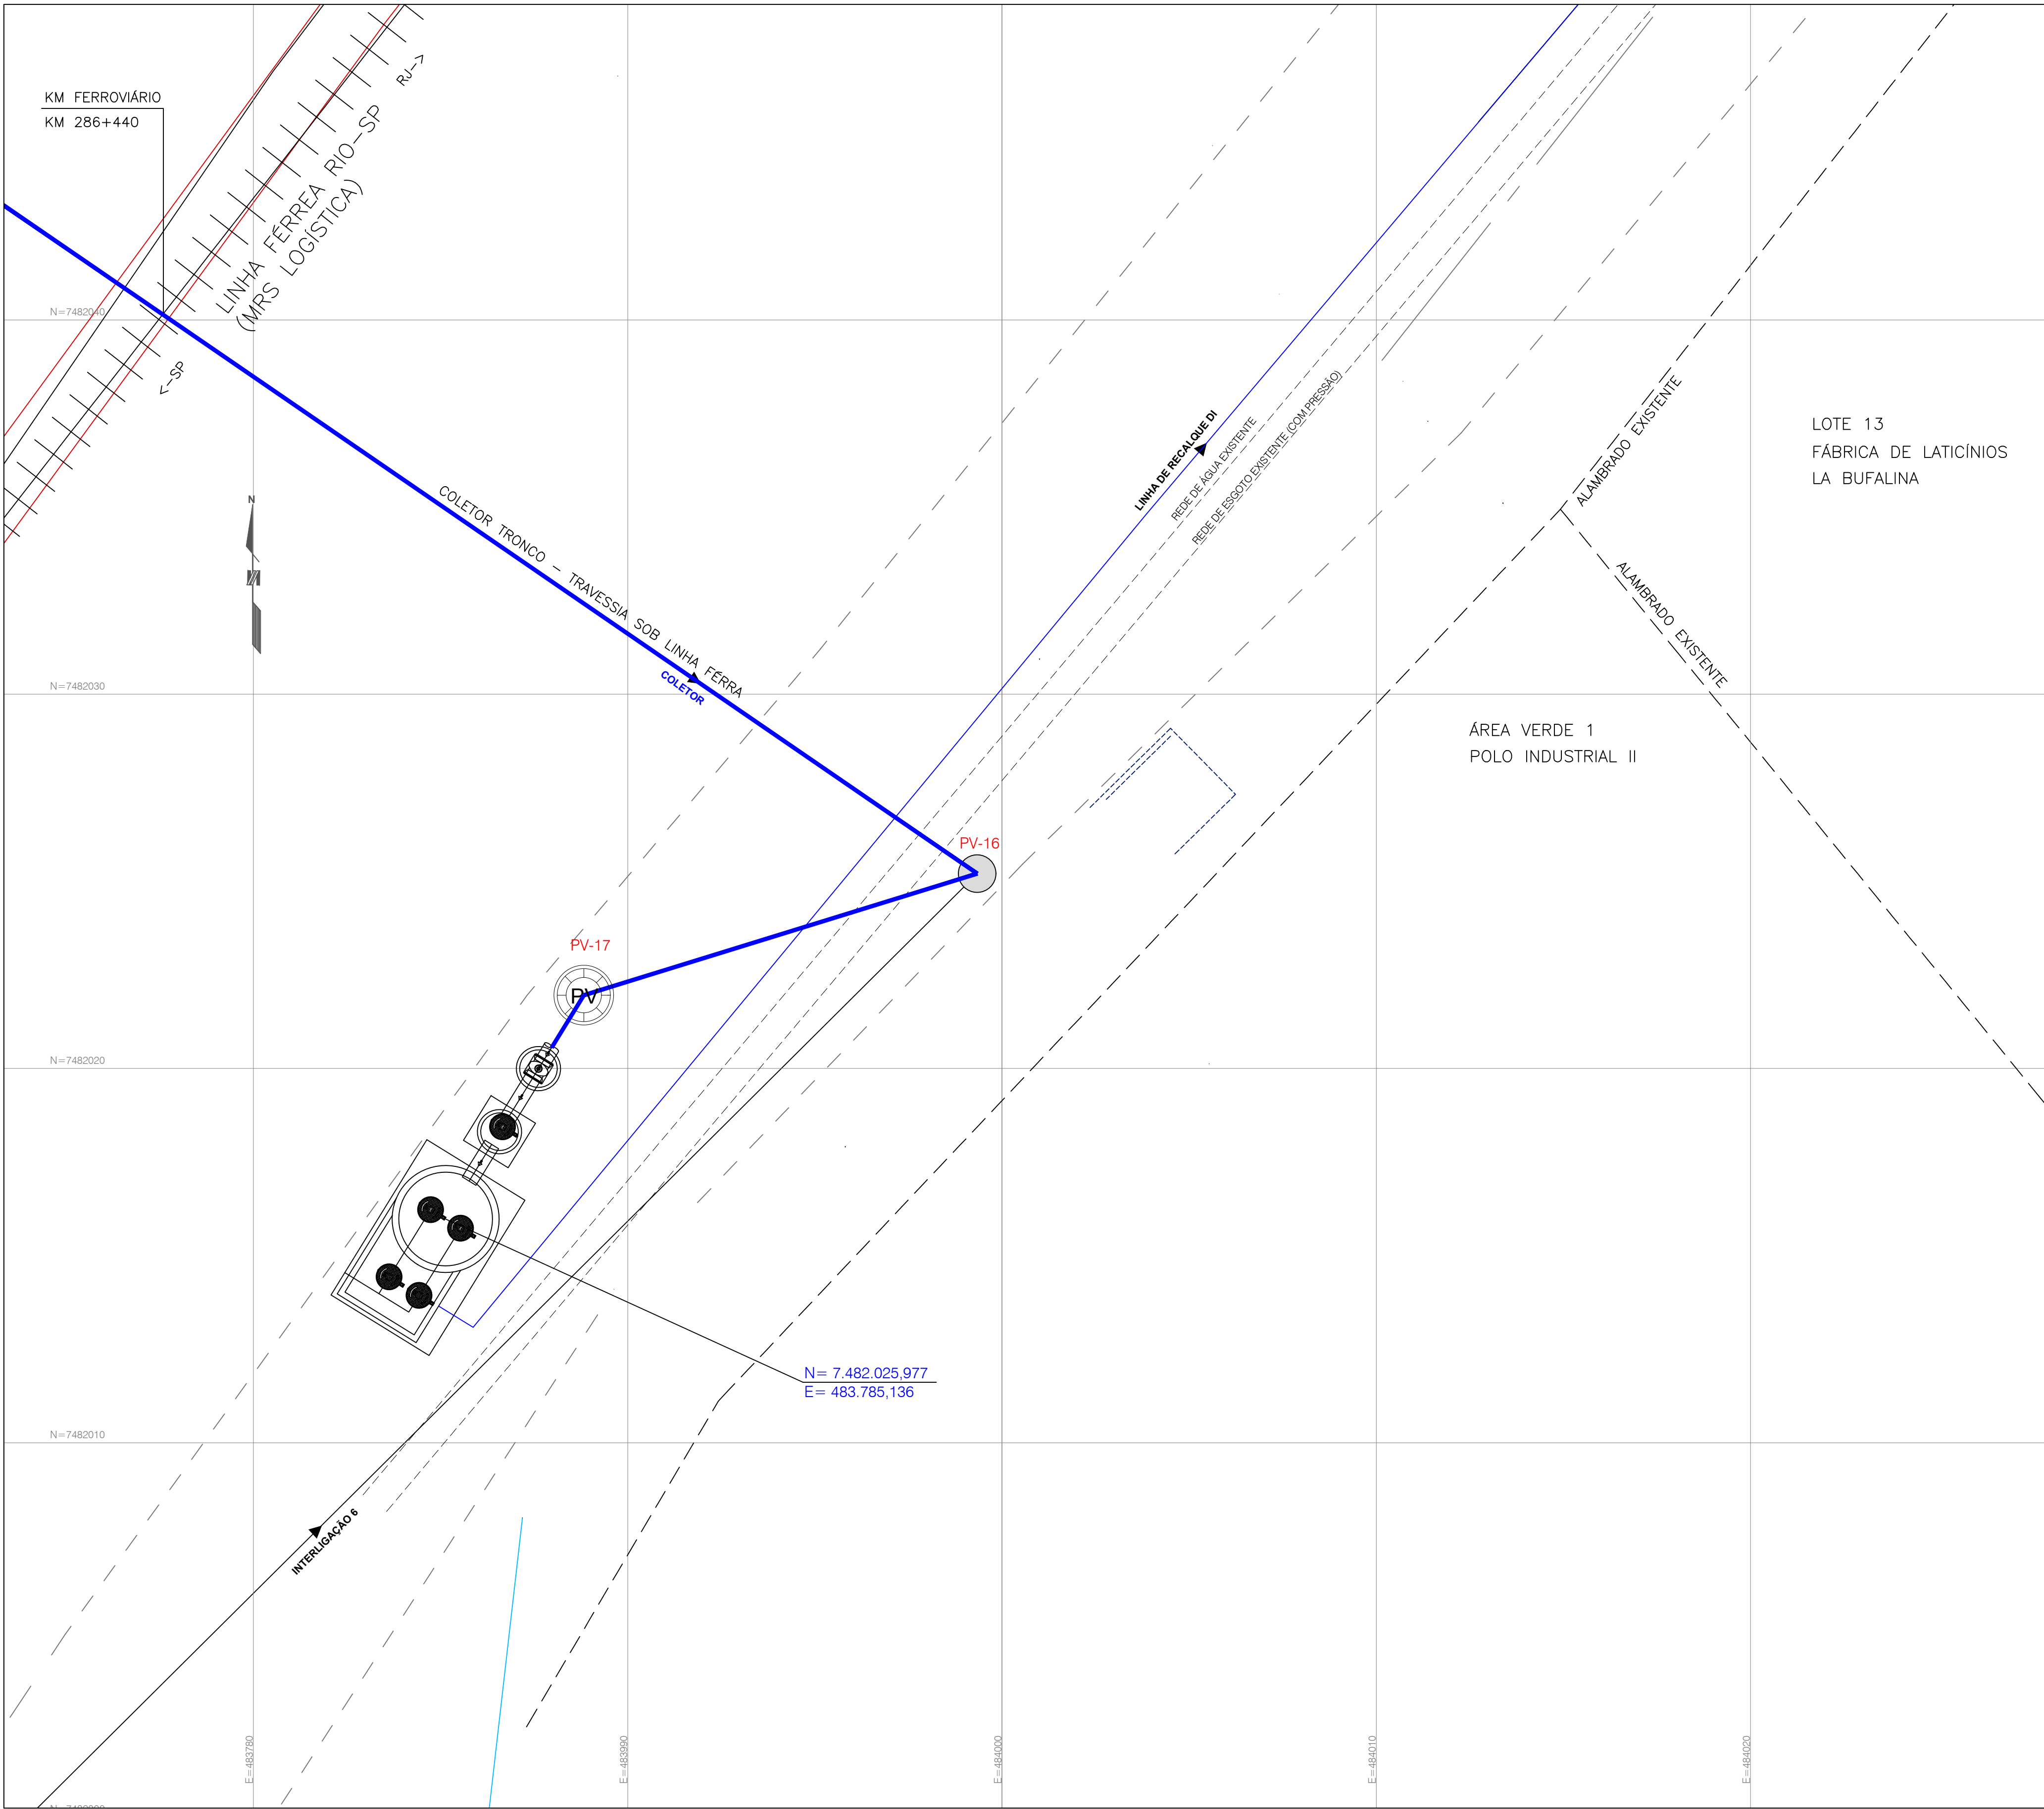 KM FERROVIÁRIO
KM 286+440
RJ->
LINHA FÉRREA RIO-SP
(MRS LOGÍSTICA)
<-SP
N=7482040
N
COLETOR TRONCO - TRAVESSIA SOB LINHA FÉRRA
COLETOR
LINHA DE RECALQUE DI
REDE DE ÁGUA EXISTENTE
REDE DE ESGOTO EXISTENTE (COM PRESSÃO)
ALAMBRADO EXISTENTE
LOTE 13
FÁBRICA DE LATICÍNIOS
LA BUFALINA
ALAMBRADO EXISTENTE
N=7482030
ÁREA VERDE 1
POLO INDUSTRIAL II
PV-16
PV-17
PV
N=7482020
N= 7.482.025,977
E= 483.785,136
N=7482010
INTERLIGAÇÃO 6
E=483780
E=483990
E=484000
E=484010
E=484020